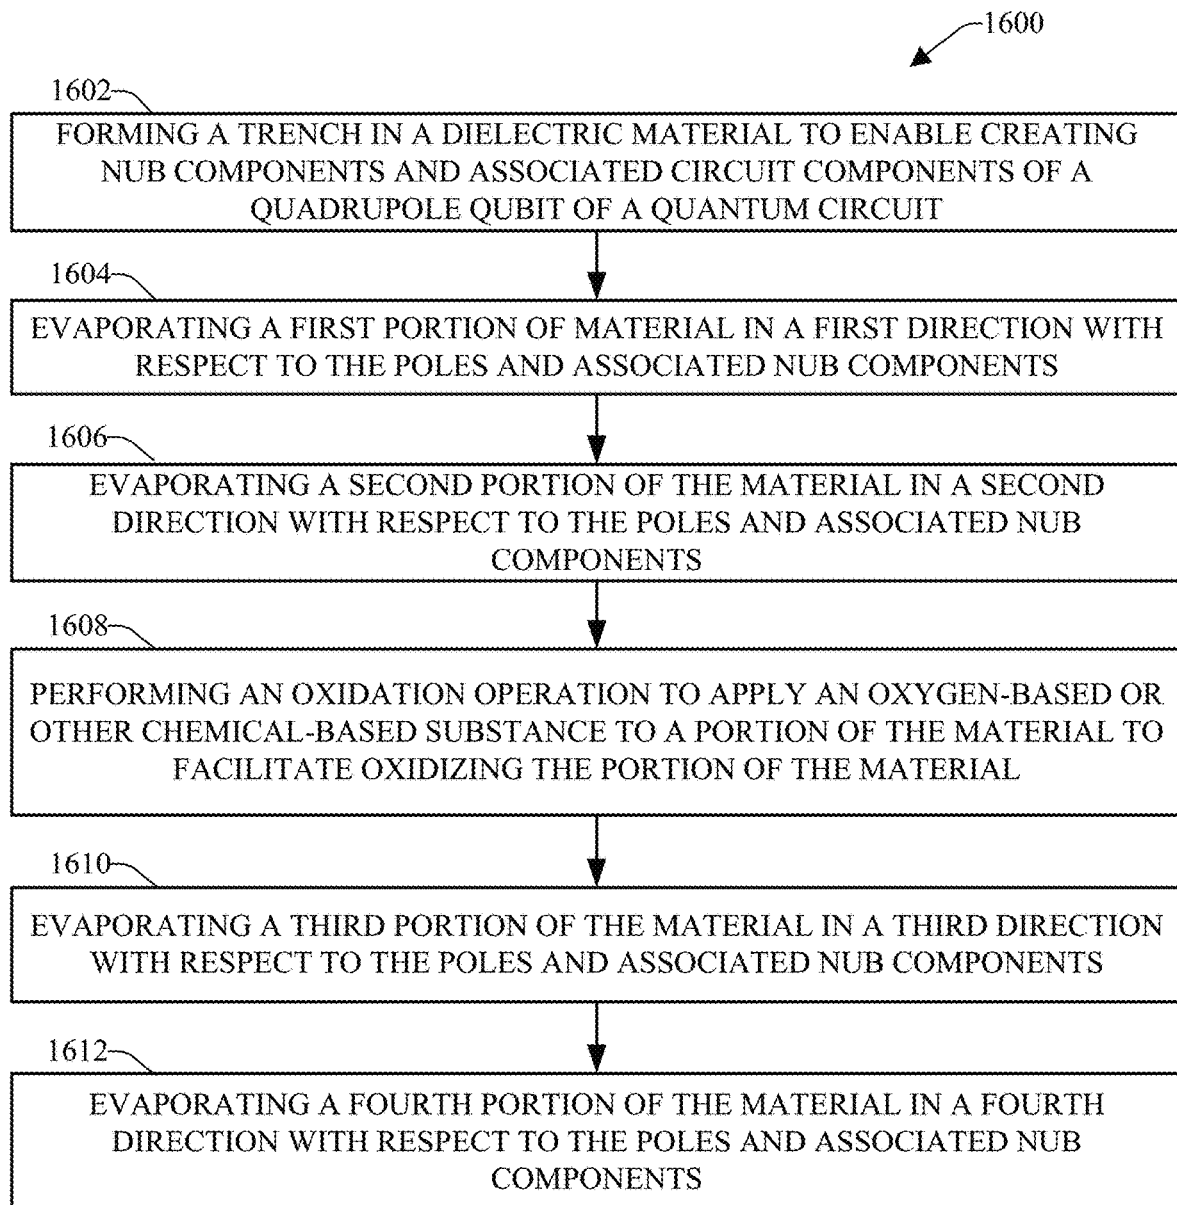 1600
1602
FORMING A TRENCH IN A DIELECTRIC MATERIAL TO ENABLE CREATING
NUB COMPONENTS AND ASSOCIATED CIRCUIT COMPONENTS OF A
QUADRUPOLE QUBIT OF A QUANTUM CIRCUIT
1604
EVAPORATING A FIRST PORTION OF MATERIAL IN A FIRST DIRECTION WITH
RESPECT TO THE POLES AND ASSOCIATED NUB COMPONENTS
1606
EVAPORATING A SECOND PORTION OF THE MATERIAL IN A SECOND
DIRECTION WITH RESPECT TO THE POLES AND ASSOCIATED NUB
COMPONENTS
1608
PERFORMING AN OXIDATION OPERATION TO APPLY AN OXYGEN-BASED OR
OTHER CHEMICAL-BASED SUBSTANCE TO A PORTION OF THE MATERIAL TO
FACILITATE OXIDIZING THE PORTION OF THE MATERIAL
1610
EVAPORATING A THIRD PORTION OF THE MATERIAL IN A THIRD DIRECTION
WITH RESPECT TO THE POLES AND ASSOCIATED NUB COMPONENTS
1612
EVAPORATING A FOURTH PORTION OF THE MATERIAL IN A FOURTH
DIRECTION WITH RESPECT TO THE POLES AND ASSOCIATED NUB
COMPONENTS